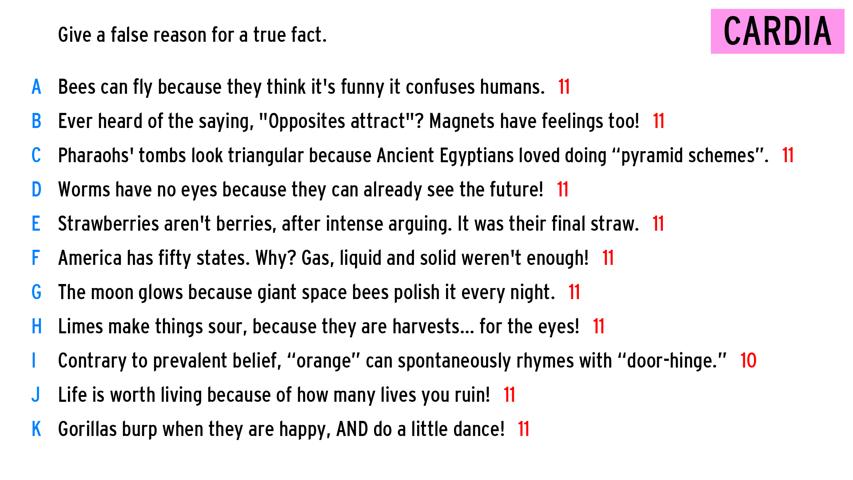 Give a false reason for a true fact.
CARDIA
A Bees can fly because they think it's funny it confuses humans. 11
B Ever heard of the saying, "Opposites attract"? Magnets have feelings too! 11
C Pharaohs' tombs look triangular because Ancient Egyptians loved doing “pyramid schemes”. 11
D Worms have no eyes because they can already see the future! 11
E Strawberries aren't berries, after intense arguing. It was their final straw. 11
F America has fifty states. Why? Gas, liquid and solid weren't enough! 11
G The moon glows because giant space bees polish it every night. 11
H Limes make things sour, because they are harvests... for the eyes! 11
I Contrary to prevalent belief, “orange” can spontaneously rhymes with “door-hinge.” 10
J Life is worth living because of how many lives you ruin! 11
K Gorillas burp when they are happy, AND do a little dance! 11